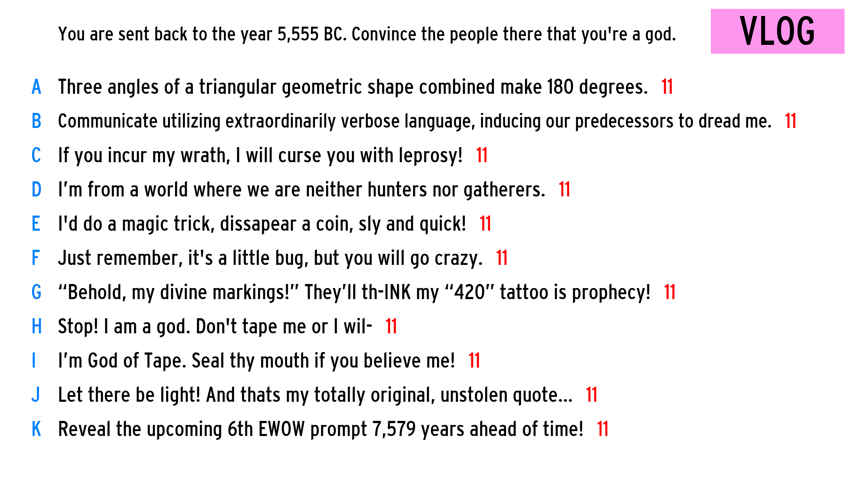 You are sent back to the year 5,555 BC. Convince the people there that you're a god.
VLOG
A Three angles of a triangular geometric shape combined make 180 degrees. 11
B Communicate utilizing extraordinarily verbose language, inducing our predecessors to dread me. 11
C If you incur my wrath, I will curse you with leprosy! 11
D I’m from a world where we are neither hunters nor gatherers. 11
E I'd do a magic trick, dissapear a coin, sly and quick! 11
F Just remember, it's a little bug, but you will go crazy. 11
G “Behold, my divine markings!” They’ll th-INK my “420” tattoo is prophecy! 11
H Stop! I am a god. Don't tape me or I wil- 11
I I’m God of Tape. Seal thy mouth if you believe me! 11
J Let there be light! And thats my totally original, unstolen quote... 11
K Reveal the upcoming 6th EWOW prompt 7,579 years ahead of time! 11